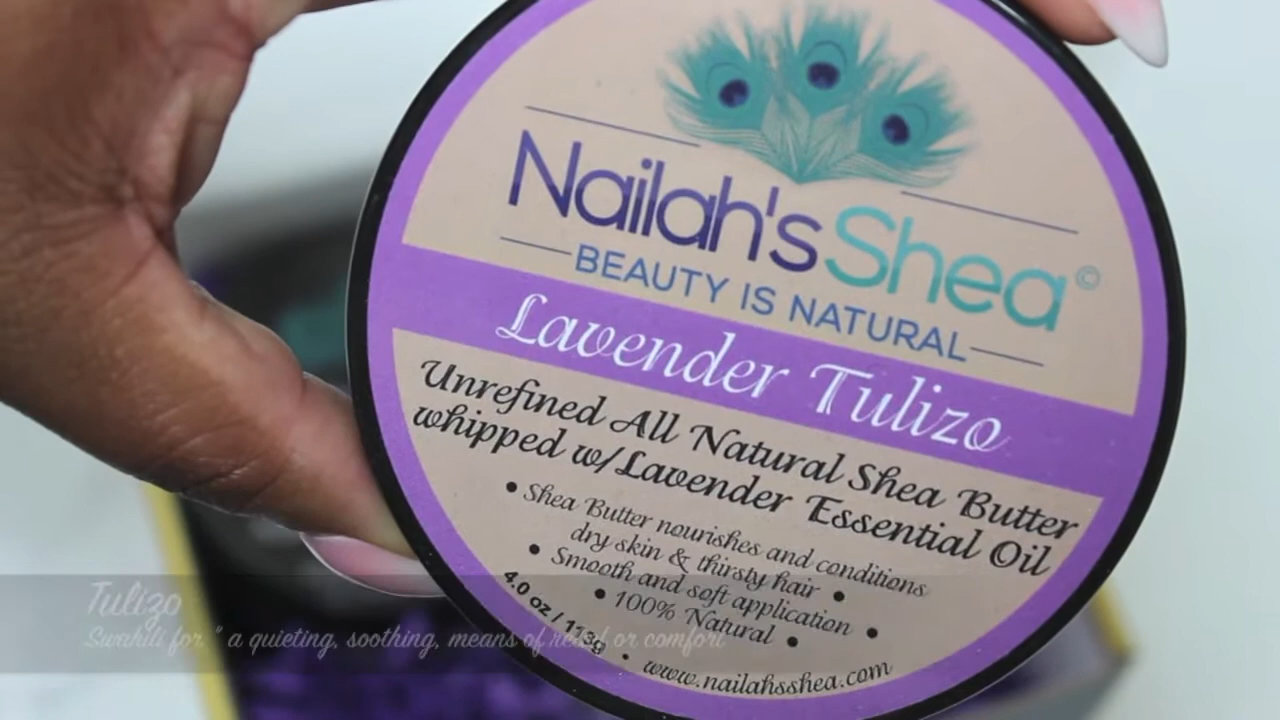 Nailah's Shea©
BEAUTY IS NATURAL
Lavender Tulizo
Unrefined All Natural Shea Butter
whipped w/Lavender Essential Oil
• Shea Butter nourishes and conditions
dry skin & thirsty hair •
• Smooth and soft application •
• 100% Natural •
4.0 oz / 113g • www.nailahsshea.com
Tulizo
Swahili for " a quieting, soothing, means of relief or comfort